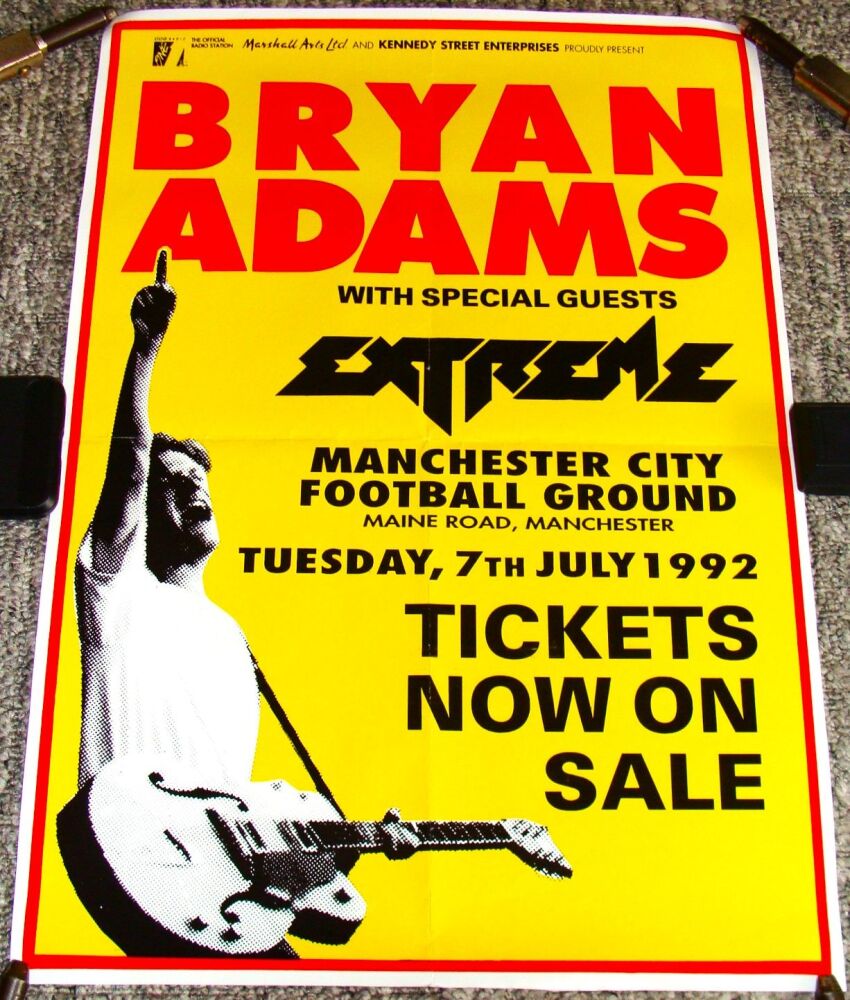 THE OFFICIAL
RADIO STATION
Marshall Arts Ltd AND KENNEDY STREET ENTERPRISES PROUDLY PRESENT
BRYAN
ADAMS
WITH SPECIAL GUESTS
EXTREME
MANCHESTER CITY
FOOTBALL GROUND
MAINE ROAD, MANCHESTER
TUESDAY, 7TH JULY 1992
TICKETS
NOW ON
SALE